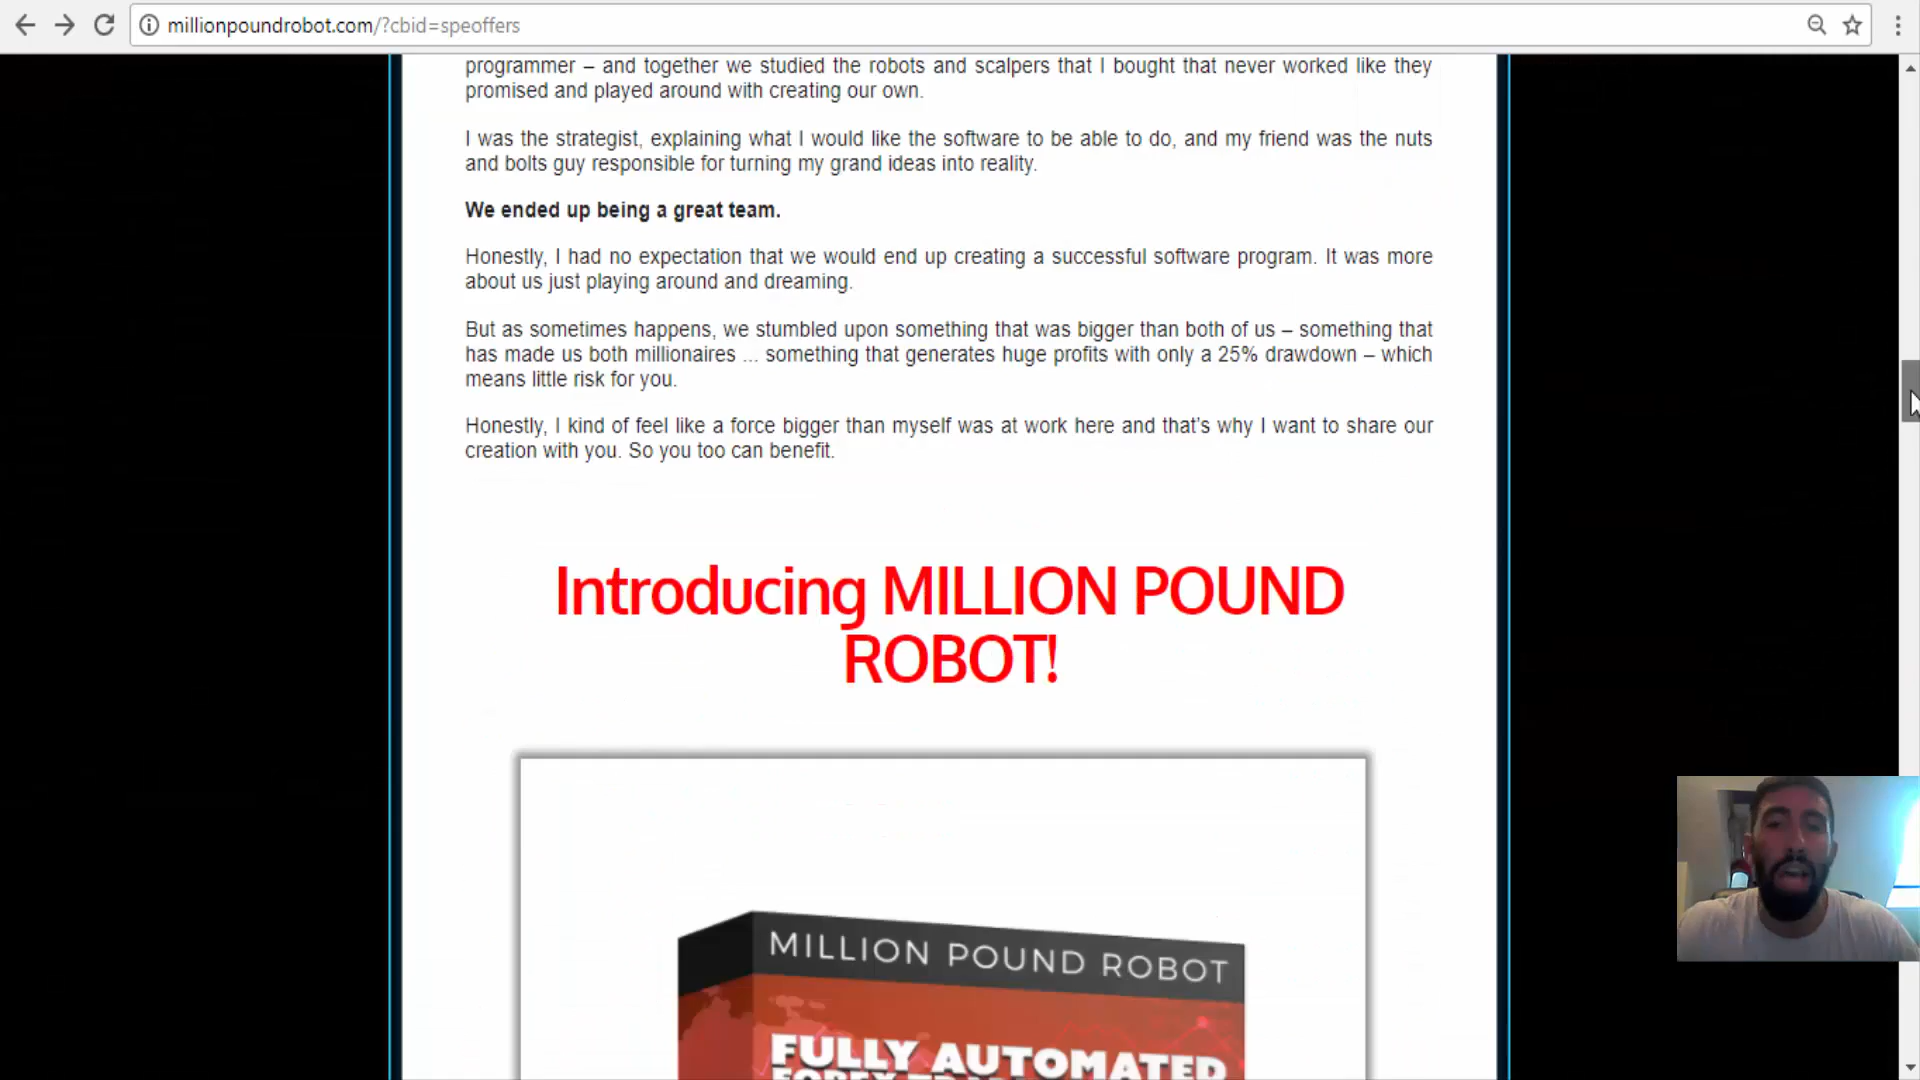 millionpoundrobot.com/?cbid=speoffers
programmer – and together we studied the robots and scalpers that I bought that never worked like they
promised and played around with creating our own.
I was the strategist, explaining what I would like the software to be able to do, and my friend was the nuts
and bolts guy responsible for turning my grand ideas into reality.
We ended up being a great team.
Honestly, I had no expectation that we would end up creating a successful software program. It was more
about us just playing around and dreaming.
But as sometimes happens, we stumbled upon something that was bigger than both of us – something that
has made us both millionaires ... something that generates huge profits with only a 25% drawdown – which
means little risk for you.
Honestly, I kind of feel like a force bigger than myself was at work here and that's why I want to share our
creation with you. So you too can benefit.
Introducing MILLION POUND
ROBOT!
MILLION POUND ROBOT
FULLY AUTOMATED